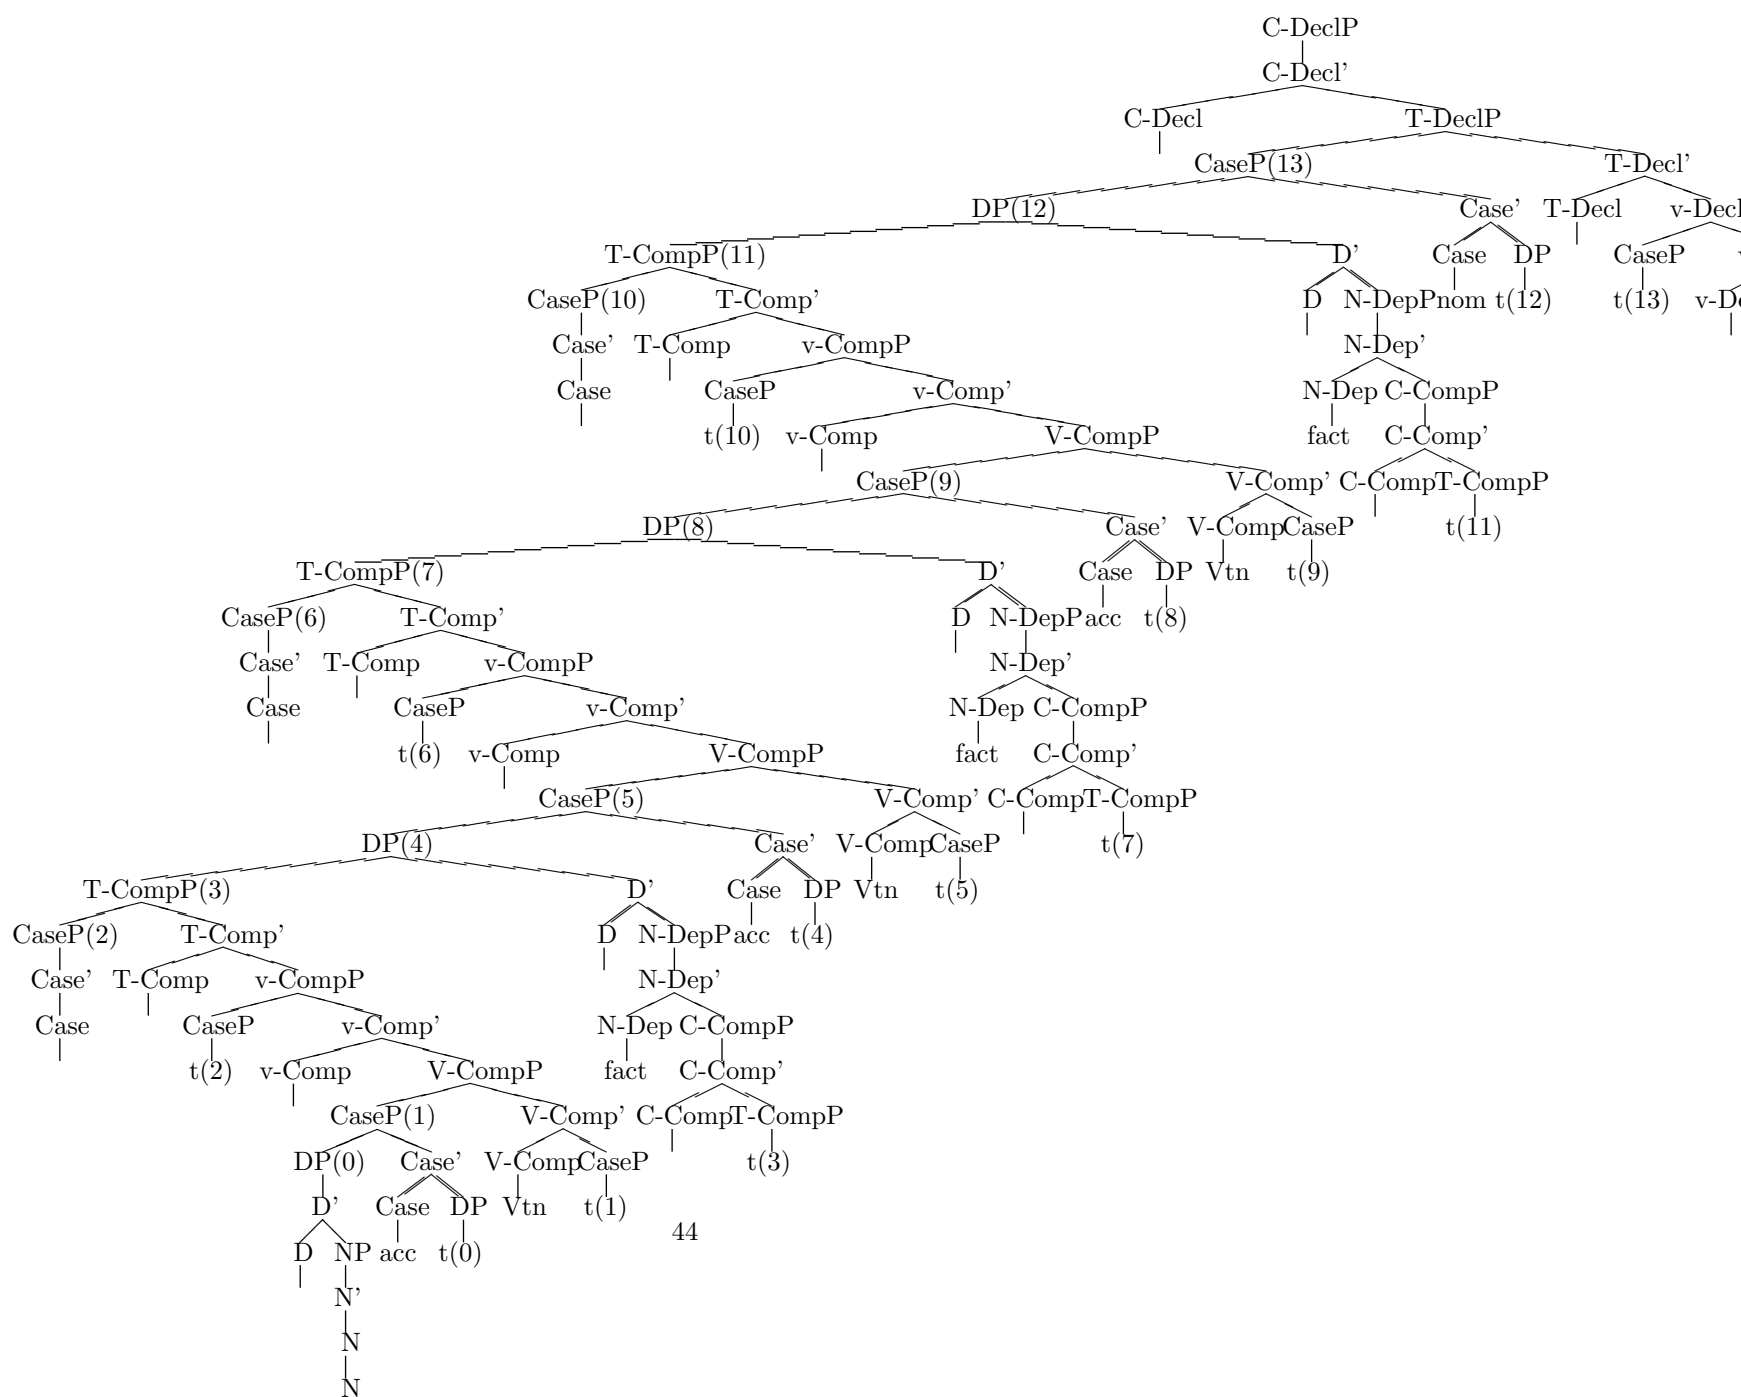 C-DeclP
C-Decl'
C-Decl T-DeclP
CaseP(13) T-Decl'
DP(12) Case' T-Decl v-Decl
T-CompP(11) D' Case DP CaseP
CaseP(10) T-Comp' D N-DepP nom t(12) t(13) v-De
Case' T-Comp v-CompP N-Dep'
Case CaseP v-Comp' N-Dep C-CompP
t(10) v-Comp V-CompP fact C-Comp'
CaseP(9) V-Comp' C-Comp T-CompP
DP(8) Case' V-Comp CaseP t(11)
T-CompP(7) D' Case DP Vtn t(9)
CaseP(6) T-Comp' D N-DepP acc t(8)
Case' T-Comp v-CompP N-Dep'
Case CaseP v-Comp' N-Dep C-CompP
t(6) v-Comp V-CompP fact C-Comp'
CaseP(5) V-Comp' C-Comp T-CompP
DP(4) Case' V-Comp CaseP t(7)
T-CompP(3) D' Case DP Vtn t(5)
CaseP(2) T-Comp' D N-DepP acc t(4)
Case' T-Comp v-CompP N-Dep'
Case CaseP v-Comp' N-Dep C-CompP
t(2) v-Comp V-CompP fact C-Comp'
CaseP(1) V-Comp' C-Comp T-CompP
DP(0) Case' V-Comp CaseP t(3)
D' Case DP Vtn t(1)
44
D NP acc t(0)
N'
N
N